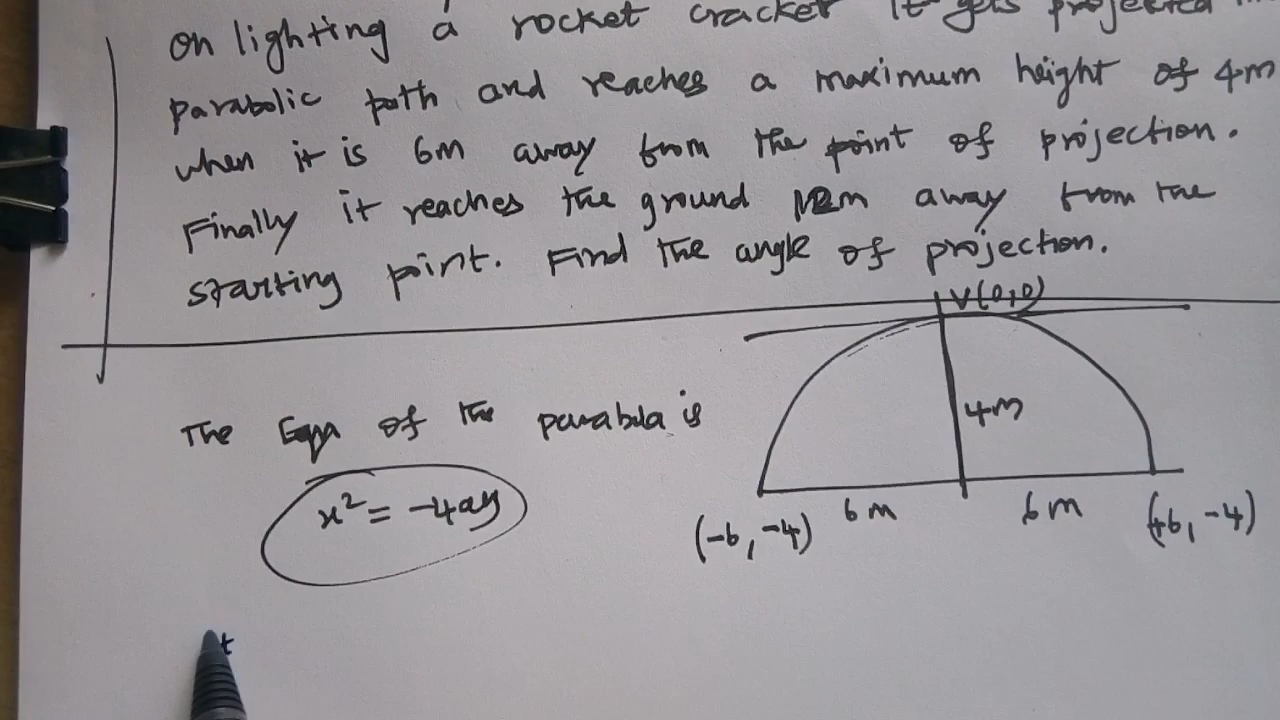 on lighting a rocket cracket it gets projected
parabolic path and reaches a maximum height of 4m
when it is 6m away from the point of projection.
Finally it reaches the ground 12m away from the
starting point. Find the angle of projection.
V(0,0)
The Eqn of the parabola is
4m
x² = -4ay
(-6,-4) 6m 6m (+6,-4)